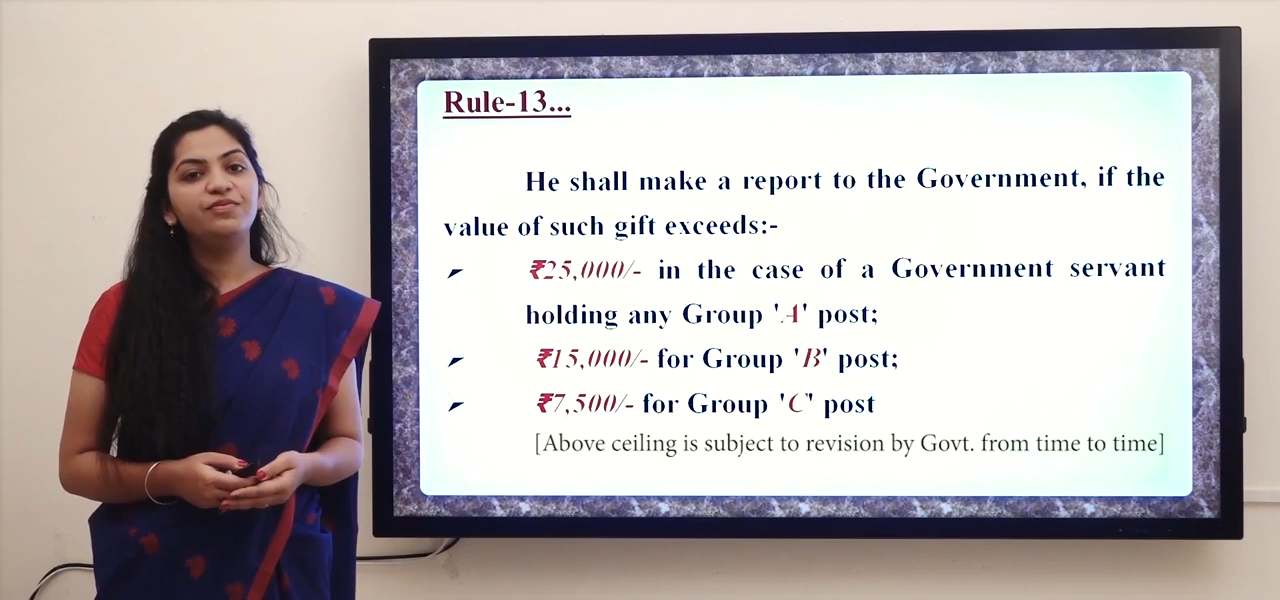 Rule-13...
He shall make a report to the Government, if the
value of such gift exceeds:-
₹25,000/- in the case of a Government servant
holding any Group 'A' post;
₹15,000/- for Group 'B' post;
₹7,500/- for Group 'C' post
[Above ceiling is subject to revision by Govt. from time to time]